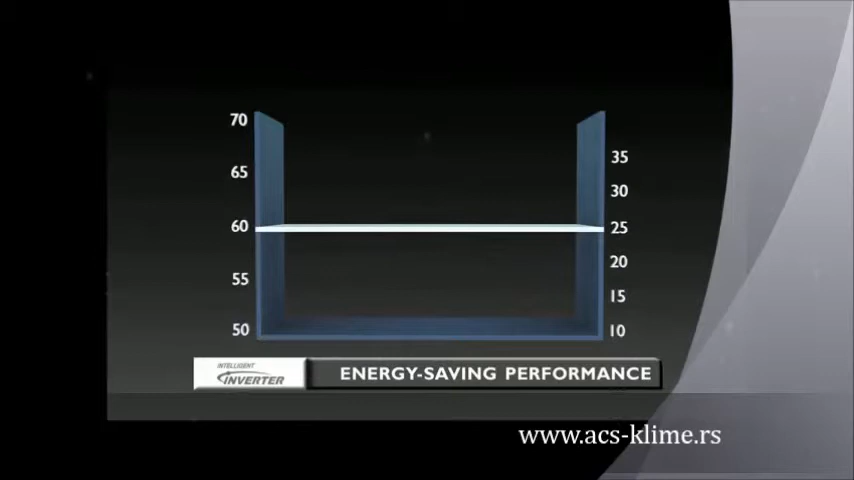 70
65
60
55
50
35
30
25
20
15
10
INTELLIGENT
INVERTER
ENERGY-SAVING PERFORMANCE
www.acs-klime.rs